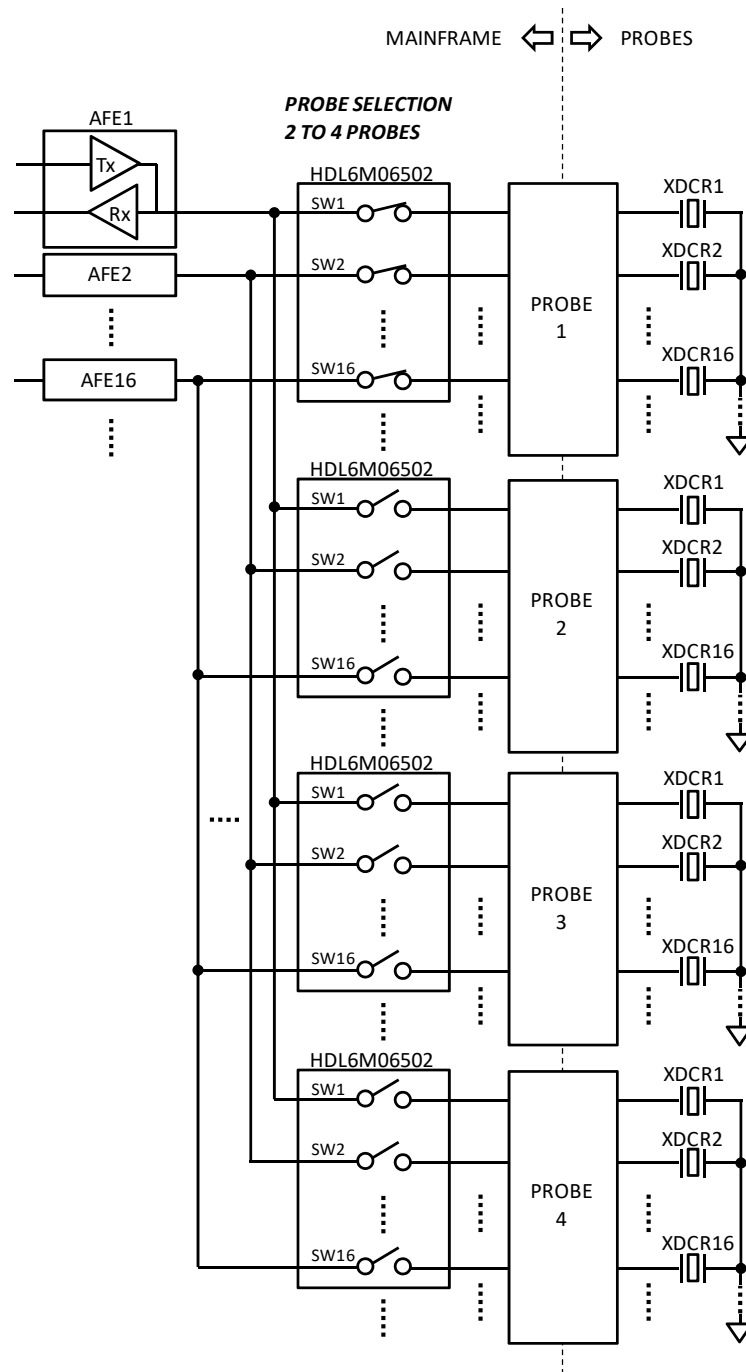 MAINFRAME
PROBES
PROBE SELECTION
2 TO 4 PROBES
AFE1
Tx
Rx
AFE2
AFE16
HDL6M06502
SW1
SW2
SW16
PROBE
1
XDCR1
XDCR2
XDCR16
HDL6M06502
SW1
SW2
SW16
PROBE
2
XDCR1
XDCR2
XDCR16
HDL6M06502
SW1
SW2
SW16
PROBE
3
XDCR1
XDCR2
XDCR16
HDL6M06502
SW1
SW2
SW16
PROBE
4
XDCR1
XDCR2
XDCR16